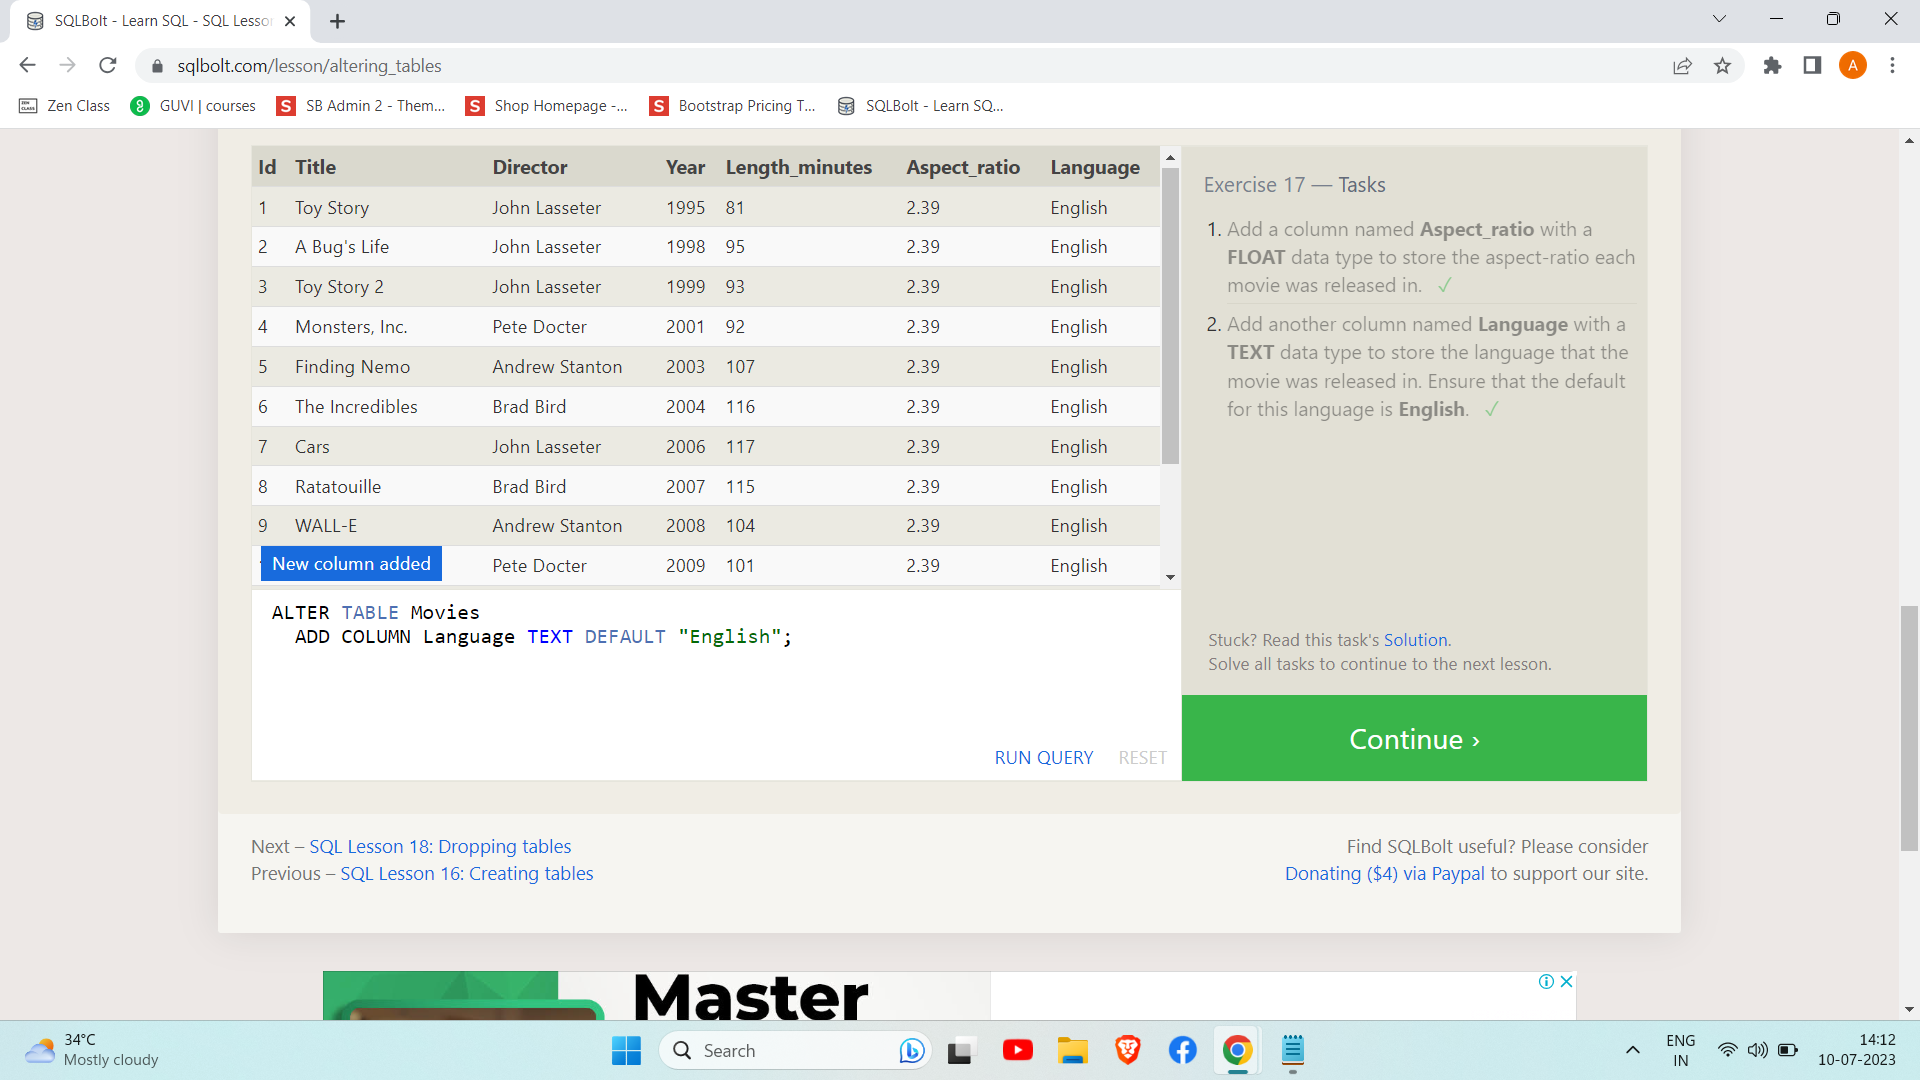 SQLBolt - Learn SQL - SQL Lesso
sqlbolt.com/lesson/altering_tables
A
Zen Class
GUVI | courses
SB Admin 2 - Them...
Shop Homepage -...
Bootstrap Pricing T...
SQLBolt - Learn SQ...
Id Title Director Year Length_minutes Aspect_ratio Language
1 Toy Story John Lasseter 1995 81 2.39 English
2 A Bug's Life John Lasseter 1998 95 2.39 English
3 Toy Story 2 John Lasseter 1999 93 2.39 English
4 Monsters, Inc. Pete Docter 2001 92 2.39 English
5 Finding Nemo Andrew Stanton 2003 107 2.39 English
6 The Incredibles Brad Bird 2004 116 2.39 English
7 Cars John Lasseter 2006 117 2.39 English
8 Ratatouille Brad Bird 2007 115 2.39 English
9 WALL-E Andrew Stanton 2008 104 2.39 English
New column added Pete Docter 2009 101 2.39 English
ALTER TABLE Movies
ADD COLUMN Language TEXT DEFAULT "English";
RUN QUERY RESET
Exercise 17 — Tasks
1. Add a column named Aspect_ratio with a
FLOAT data type to store the aspect-ratio each
movie was released in. ✓
2. Add another column named Language with a
TEXT data type to store the language that the
movie was released in. Ensure that the default
for this language is English. ✓
Stuck? Read this task's Solution.
Solve all tasks to continue to the next lesson.
Continue ›
Next – SQL Lesson 18: Dropping tables
Previous – SQL Lesson 16: Creating tables
Find SQLBolt useful? Please consider
Donating ($4) via Paypal to support our site.
Master
34°C
Mostly cloudy
Search
ENG
IN
14:12
10-07-2023